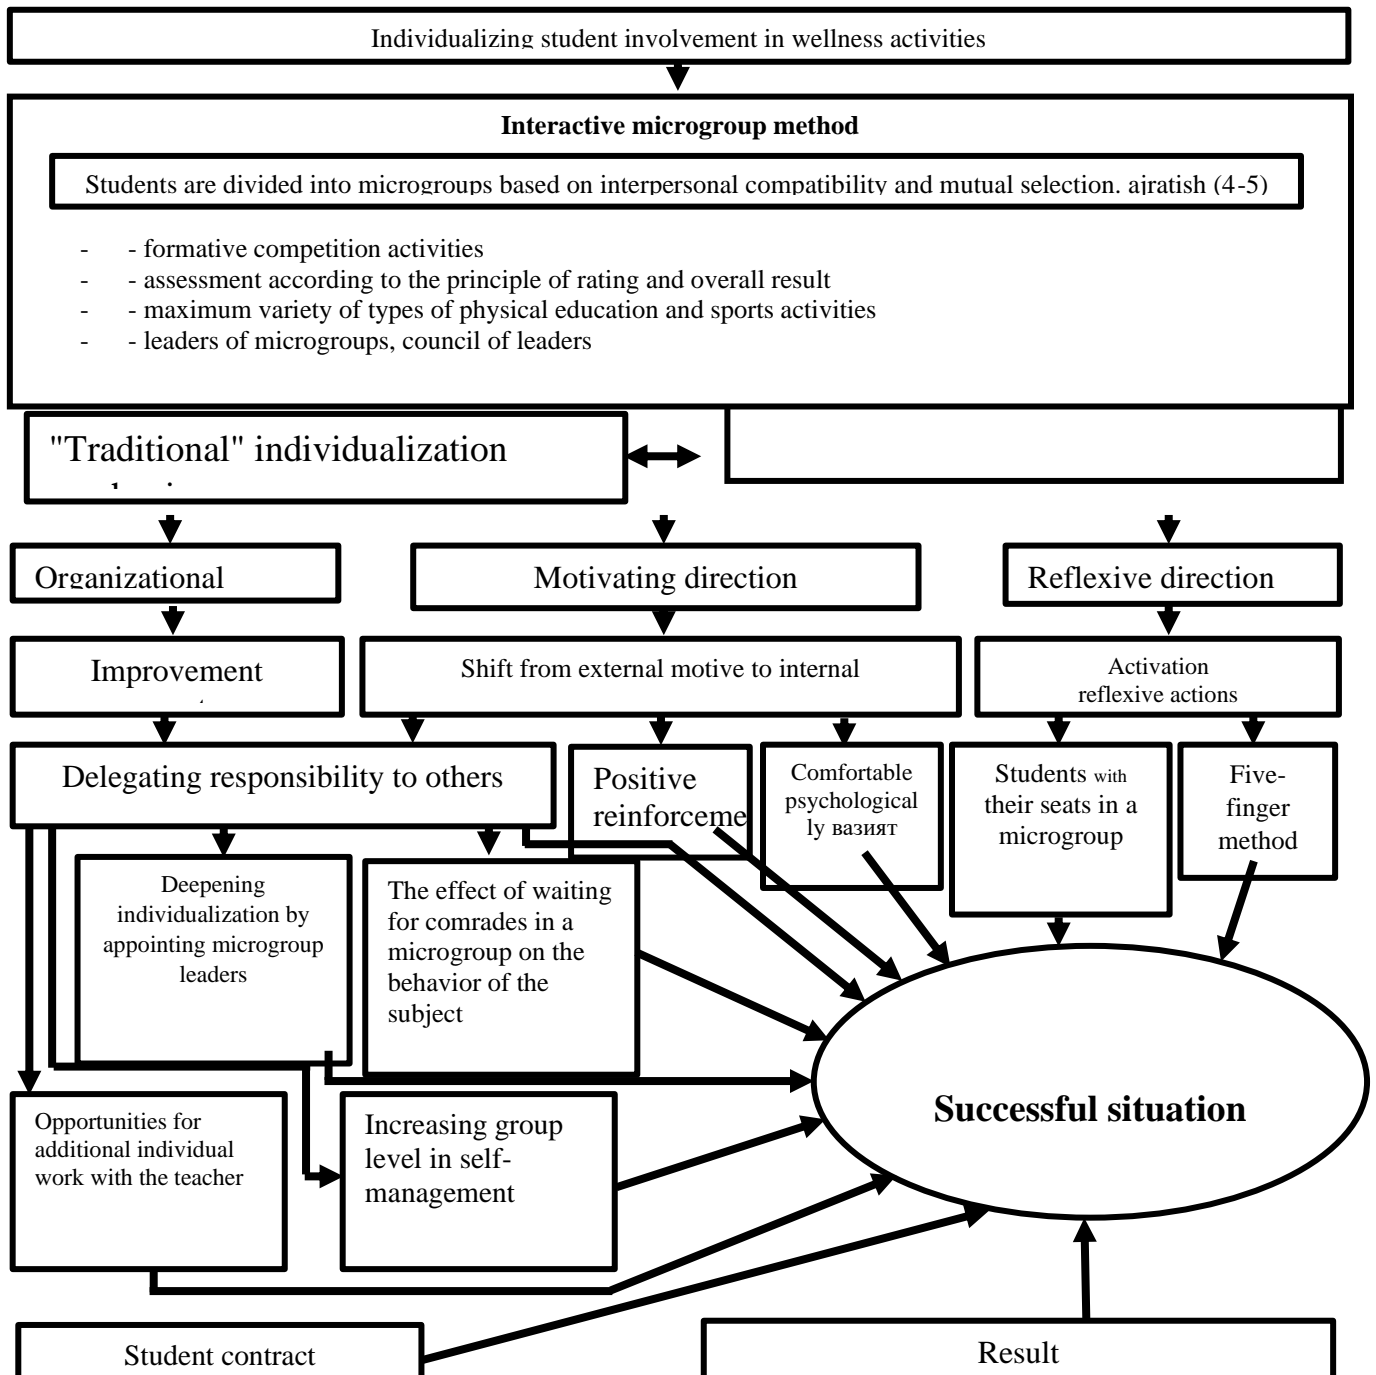 Individualizing student involvement in wellness activities
Interactive microgroup method
Students are divided into microgroups based on interpersonal compatibility and mutual selection. ajratish (4-5)
- - formative competition activities
- - assessment according to the principle of rating and overall result
- - maximum variety of types of physical education and sports activities
- - leaders of microgroups, council of leaders
"Traditional" individualization
Organizational
Motivating direction
Reflexive direction
Improvement
Shift from external motive to internal
Activation
reflexive actions
Delegating responsibility to others
Positive
reinforceme
Comfortable
psychological
ly вазият
Students with
their seats in a
microgroup
Five-
finger
method
Deepening
individualization by
appointing microgroup
leaders
The effect of waiting
for comrades in a
microgroup on the
behavior of the
subject
Successful situation
Opportunities for
additional individual
work with the teacher
Increasing group
level in self-
management
Student contract
Result